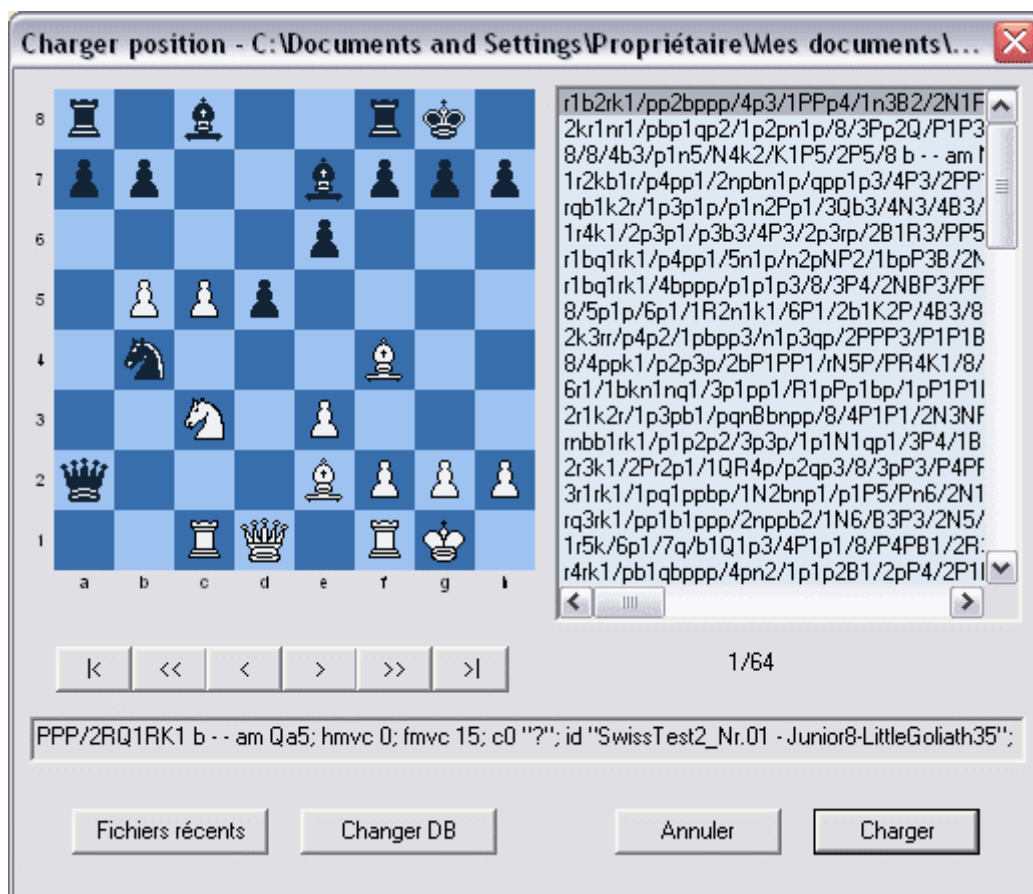 Charger position - C:\Documents and Settings\Propriétaire\Mes documents\...
8
7
6
5
4
3
2
1
a b c d e f g h
r1b2rk1/pp2bppp/4p3/1PPp4/1n3B2/2N1P
2kr1nr1/pbp1qp2/1p2pn1p/8/3Pp2Q/P1P3
8/8/4b3/p1n5/N4k2/K1P5/2P5/8 b - - am N
1r2kb1r/p4pp1/2npbn1p/qpp1p3/4P3/2PP
rqb1k2r/1p3p1p/p1n2Pp1/3Qb3/4N3/4B3/
1r4k1/2p3p1/p3b3/4P3/2p3rp/2B1R3/PP5
r1bq1rk1/p4pp1/5n1p/n2pNP2/1bpP3B/2N
r1bq1rk1/4bppp/p1p1p3/8/3P4/2NBP3/PP
8/5p1p/6p1/1R2n1k1/6P1/2b1K2P/4B3/8
2k3rr/p4p2/1pbpp3/n1p3qp/2PPP3/P1P1B
8/4ppk1/p2p3p/2bP1PP1/rN5P/PR4K1/8/
6r1/1bkn1nq1/3p1pp1/R1pPp1bp/1pP1P1
2r1k2r/1p3pb1/pqnBbnpp/8/4P1P1/2N3NP
rnbb1rk1/p1p2p2/3p3p/1p1N1qp1/3P4/1B
2r3k1/2Pr2p1/1QR4p/p2qp3/8/3pP3/P4PP
3r1rk1/1pq1ppbp/1N2bnp1/p1P5/Pn6/2N1
rq3rk1/pp1b1ppp/2nppb2/1N6/B3P3/2N5/
1r5k/6p1/7q/b1Q1p3/4P1p1/8/P4PB1/2R
r4rk1/pb1qbppp/4pn2/1p1p2B1/2pP4/2P1
|< << < > >> >|
1/64
PPP/2RQ1RK1 b - - am Qa5; hmvc 0; fmvc 15; c0 "?"; id "SwissTest2_Nr.01 - Junior8-LittleGoliath35";
Fichiers récents Changer DB Annuler Charger